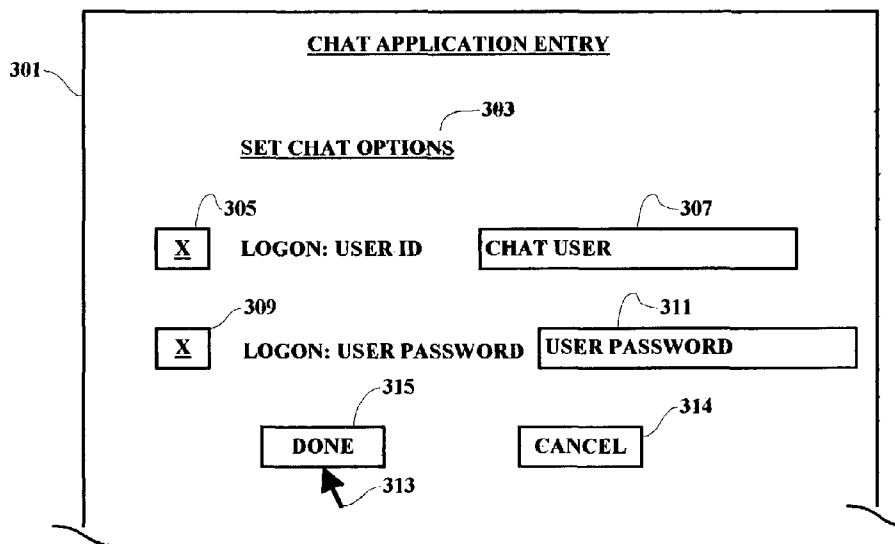 CHAT APPLICATION ENTRY
301
303
SET CHAT OPTIONS
305
307
X LOGON: USER ID CHAT USER
309
311
X LOGON: USER PASSWORD USER PASSWORD
315
314
DONE CANCEL
313